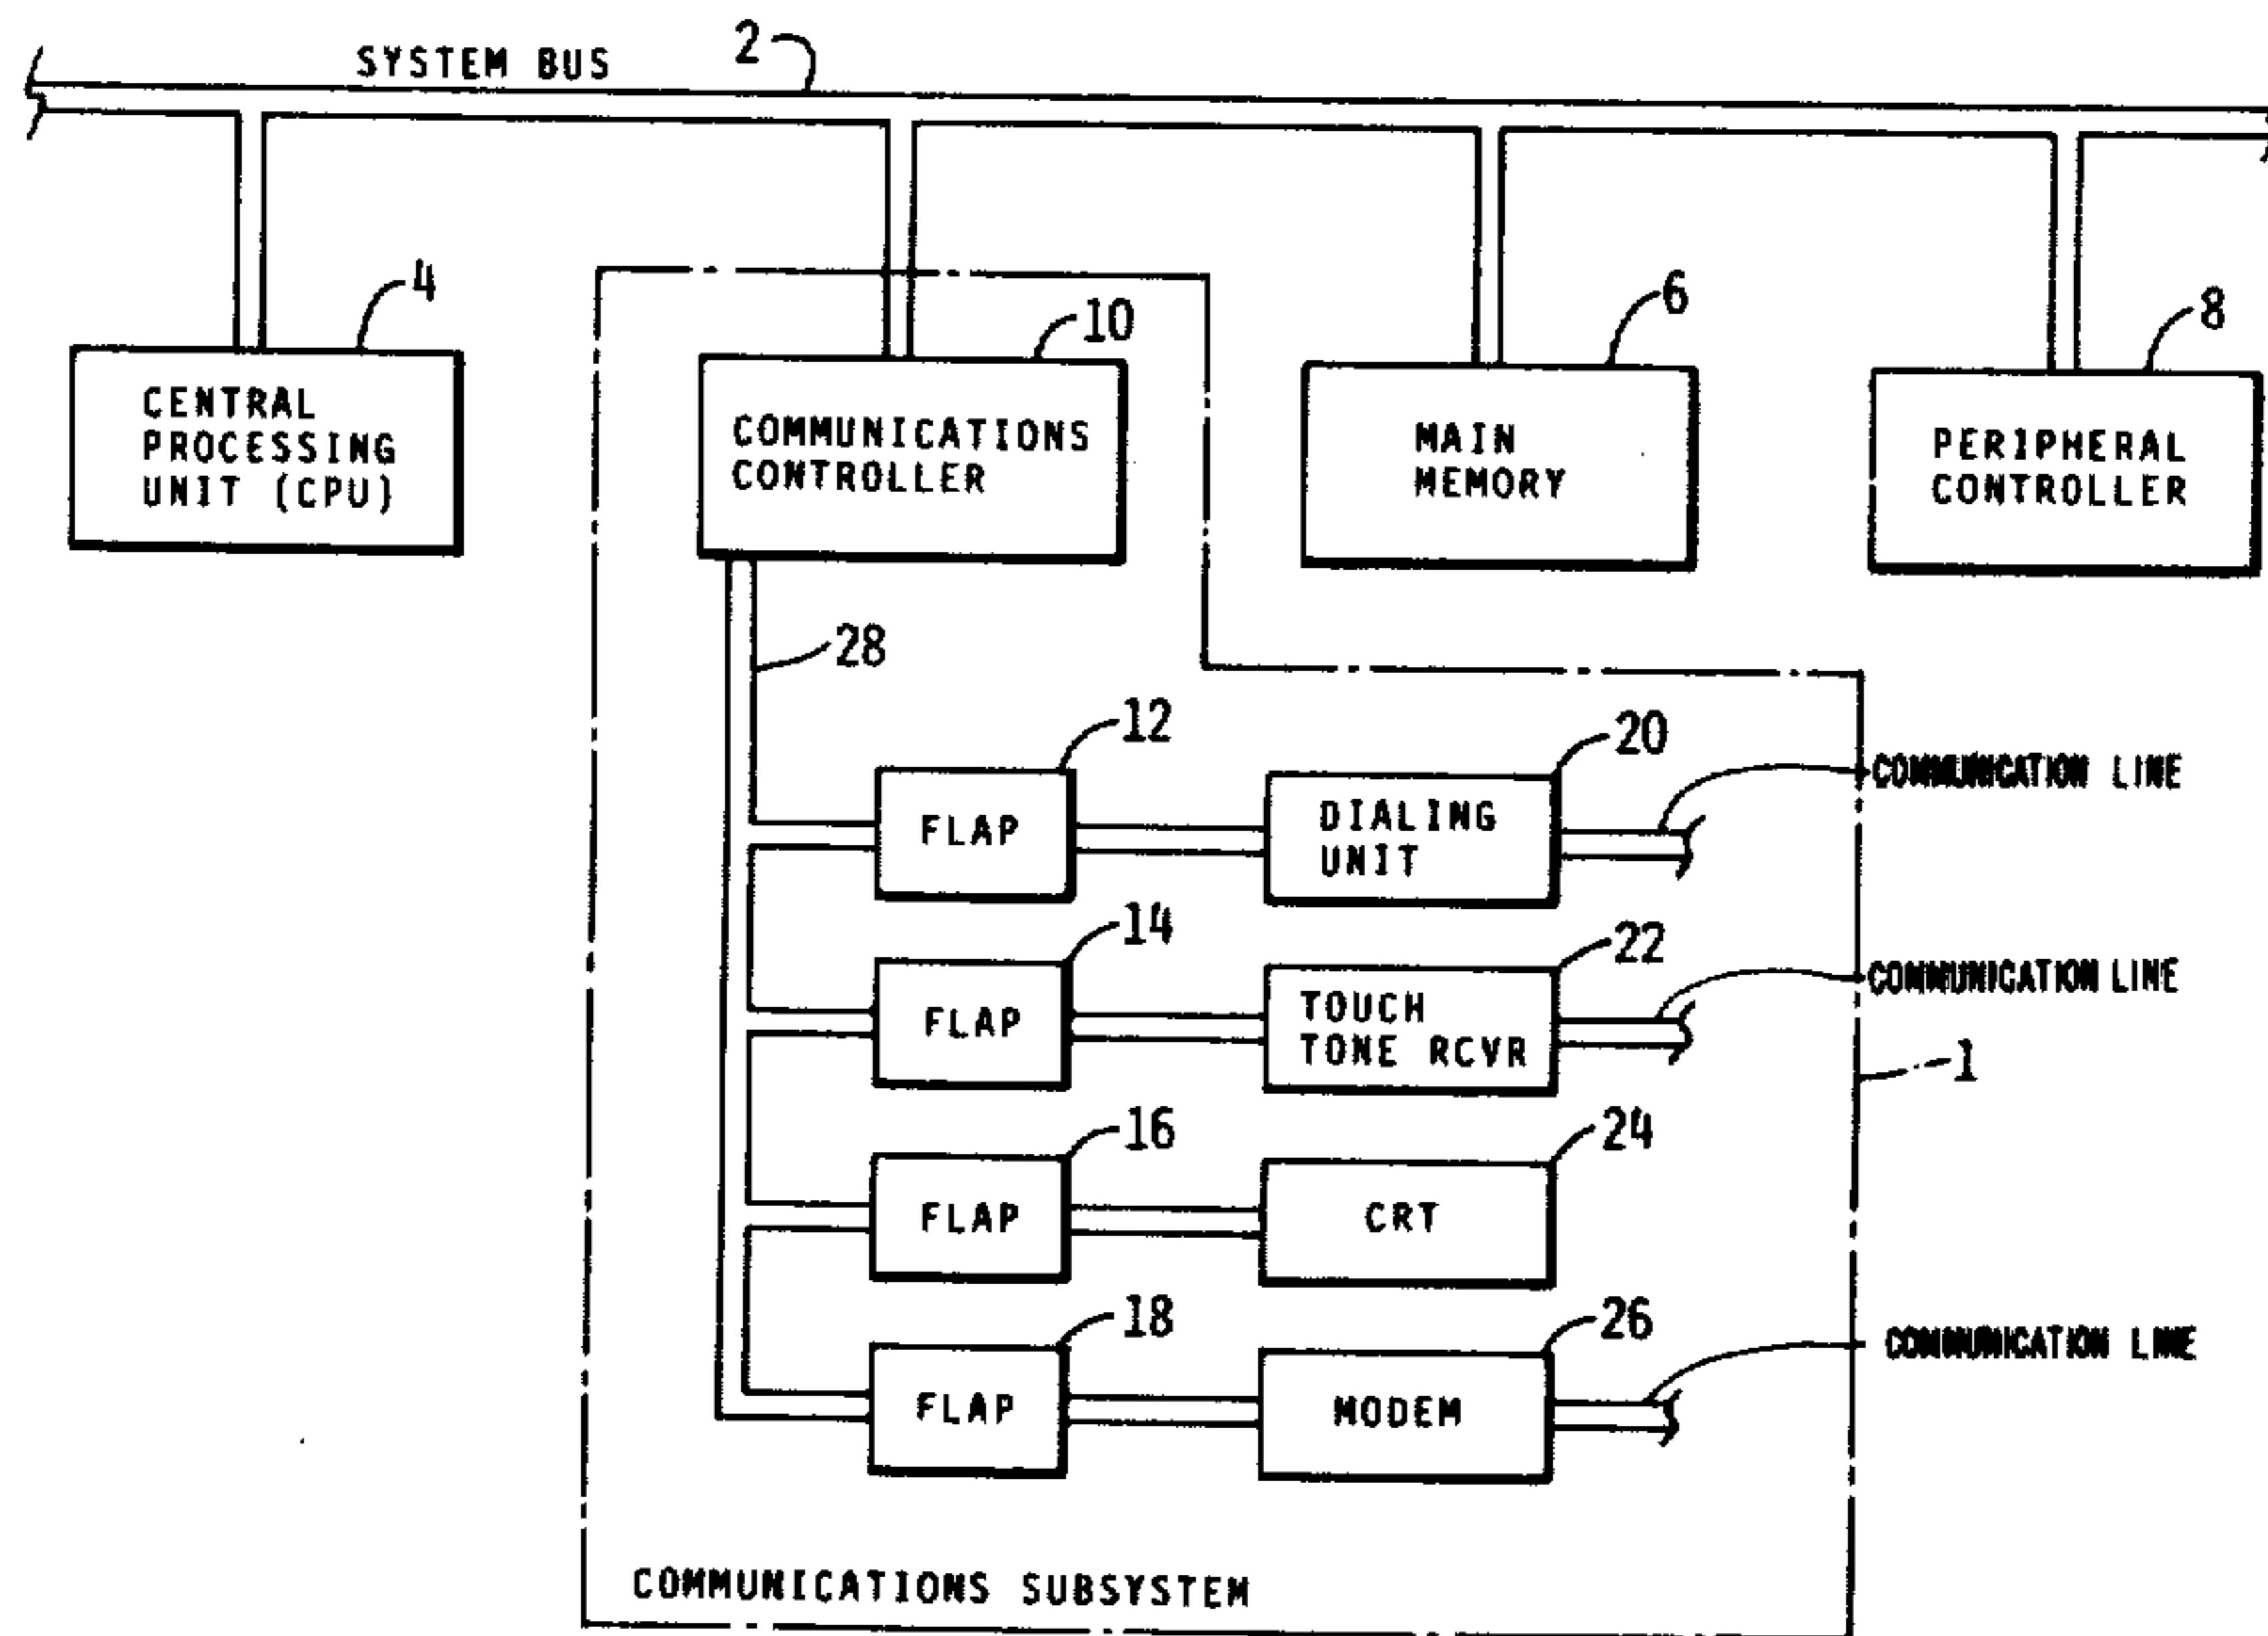 SYSTEM BUS
2
4
10
6
8
CENTRAL
PROCESSING
UNIT (CPU)
COMMUNICATIONS
CONTROLLER
MAIN
MEMORY
PERIPHERAL
CONTROLLER
28
12
20
COMMUNICATION LINE
FLAP
DIALING
UNIT
14
22
COMMUNICATION LINE
FLAP
TOUCH
TONE RCVR
1
16
24
FLAP
CRT
18
26
COMMUNICATION LINE
FLAP
MODEM
COMMUNICATIONS SUBSYSTEM